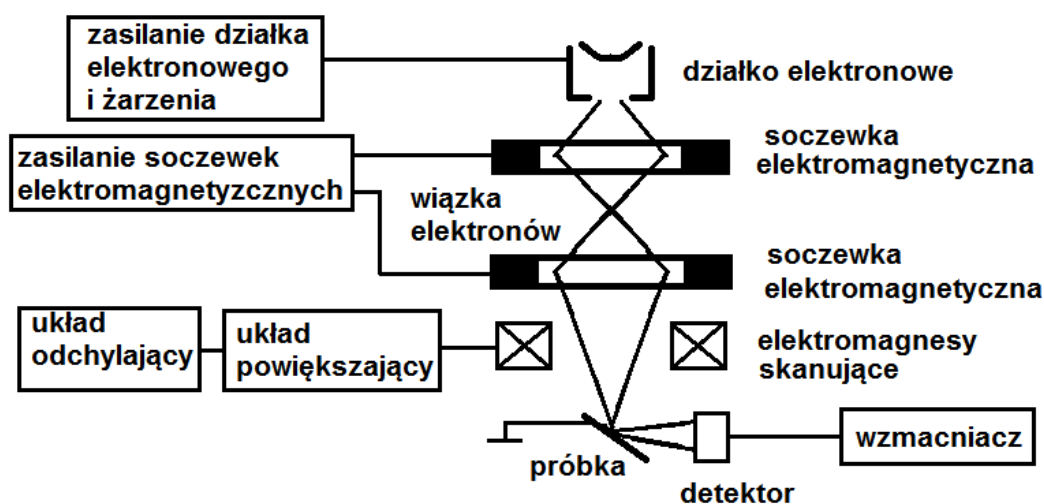 zasilanie działka
elektronowego
i żarzenia
działko elektronowe
zasilanie soczewek
elektromagnetyzcznych
soczewka
elektromagnetyczna
wiązka
elektronów
soczewka
elektromagnetyczna
układ
odchylający
układ
powiększający
elektromagnesy
skanujące
próbka
detektor
wzmacniacz